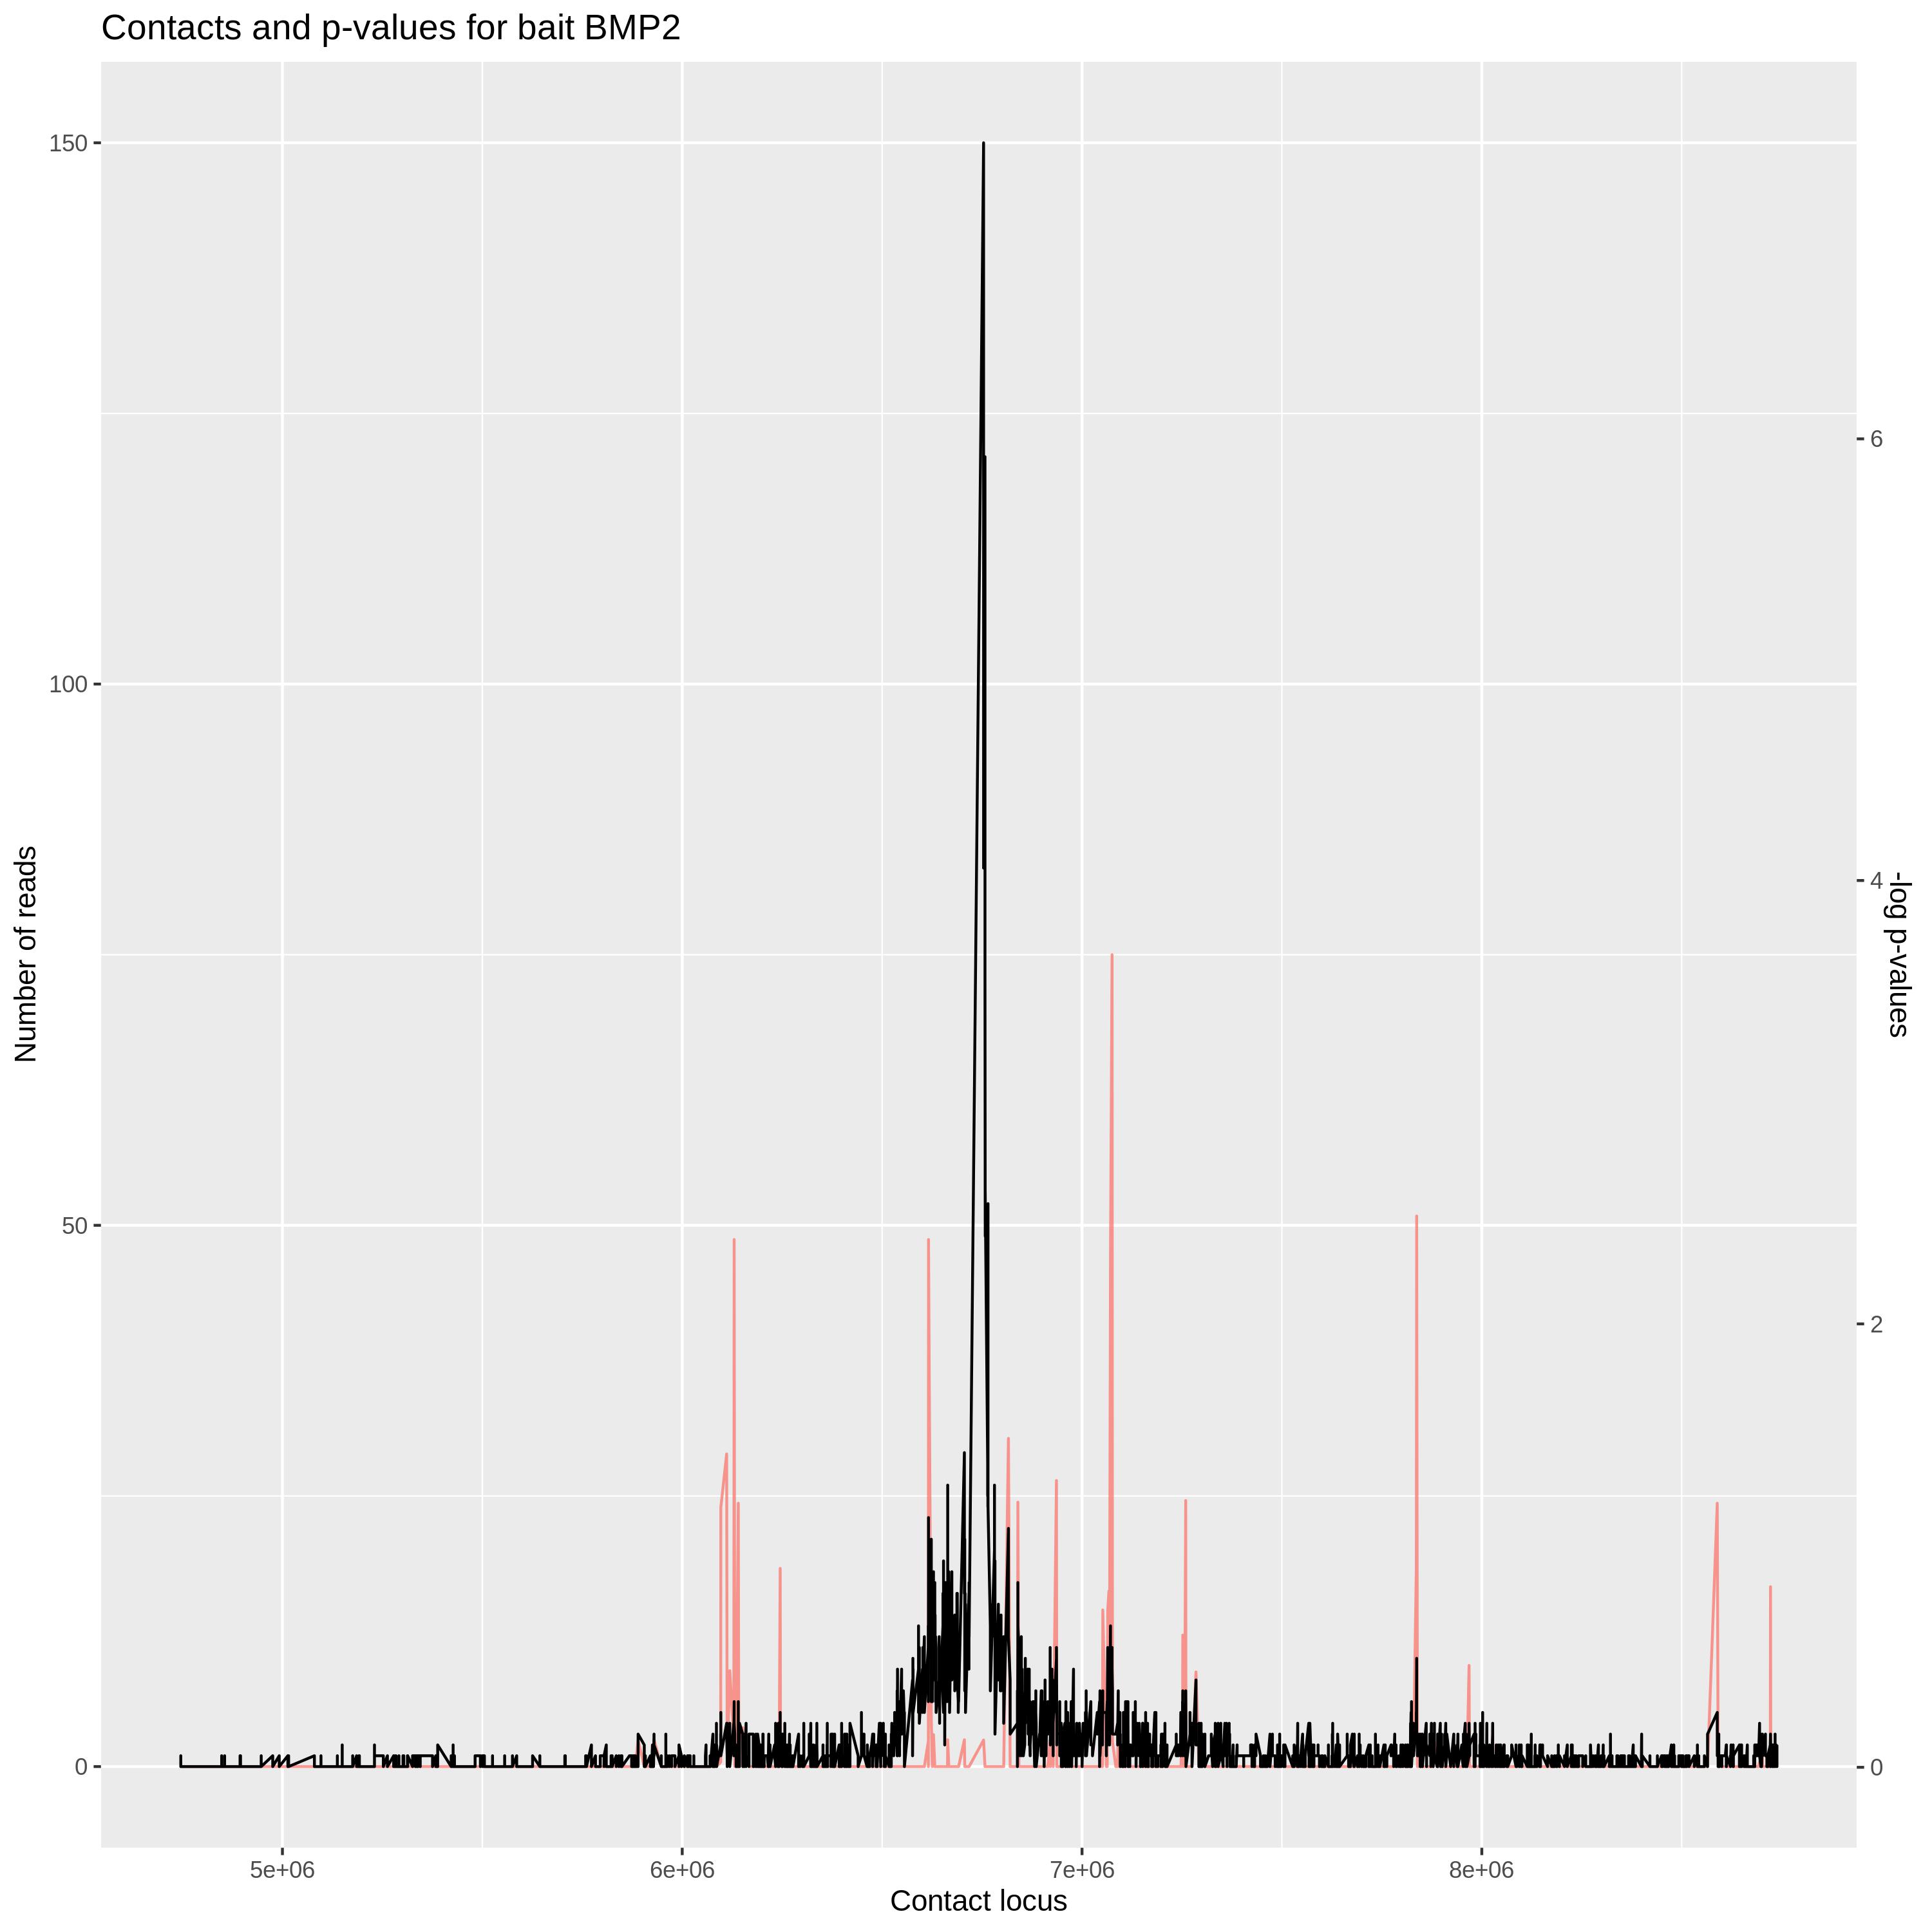 Contacts and p-values for bait BMP2
150
100
50
0
Number of reads
6
4
2
0
-log p-values
5e+06
6e+06
7e+06
8e+06
Contact locus